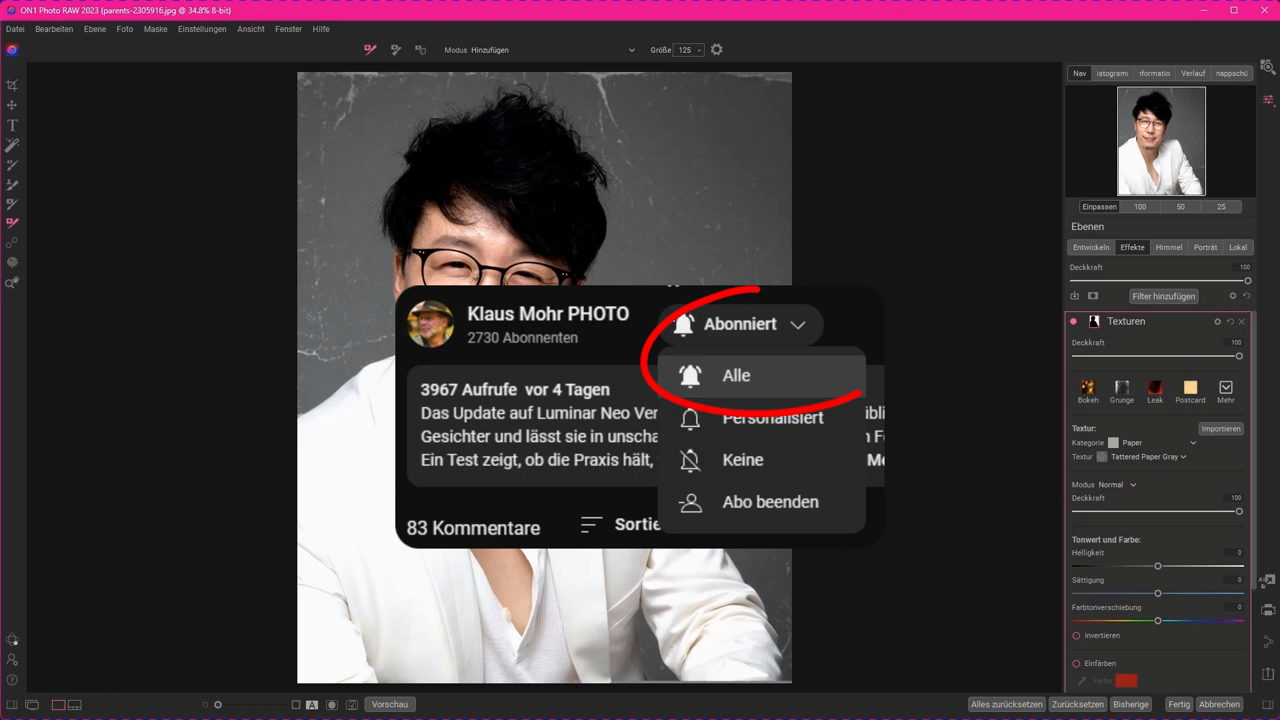 ON1 Photo RAW 2023 (parents-2305916.jpg @ 34.8% 8-bit)
Datei Bearbeiten Ebene Foto Maske Einstellungen Ansicht Fenster Hilfe
Modus Hinzufügen Größe 125
Nav istogrami ıformatio Verlauf nappschü
Einpassen 100 50 25
Ebenen
Entwickeln Effekte Himmel Porträt Lokal
Deckkraft 100
Filter hinzufügen
Texturen
Deckkraft 100
Bokeh Grunge Leak Postcard Mehr
Textur: Importieren
Kategorie Paper
Textur Tattered Paper Gray
Modus Normal
Deckkraft 100
Tonwert und Farbe:
Helligkeit 0
Sättigung 0
Farbtonverschiebung 0
Invertieren
Einfärben
Farbe
Klaus Mohr PHOTO
2730 Abonnenten
Abonniert
Alle
Personalisiert
Keine
Abo beenden
3967 Aufrufe vor 4 Tagen
Das Update auf Luminar Neo Ver
Gesichter und lässt sie in unscha
Ein Test zeigt, ob die Praxis hält,
83 Kommentare Sortie
Vorschau
Alles zurücksetzen Zurücksetzen Bisherige Fertig Abbrechen